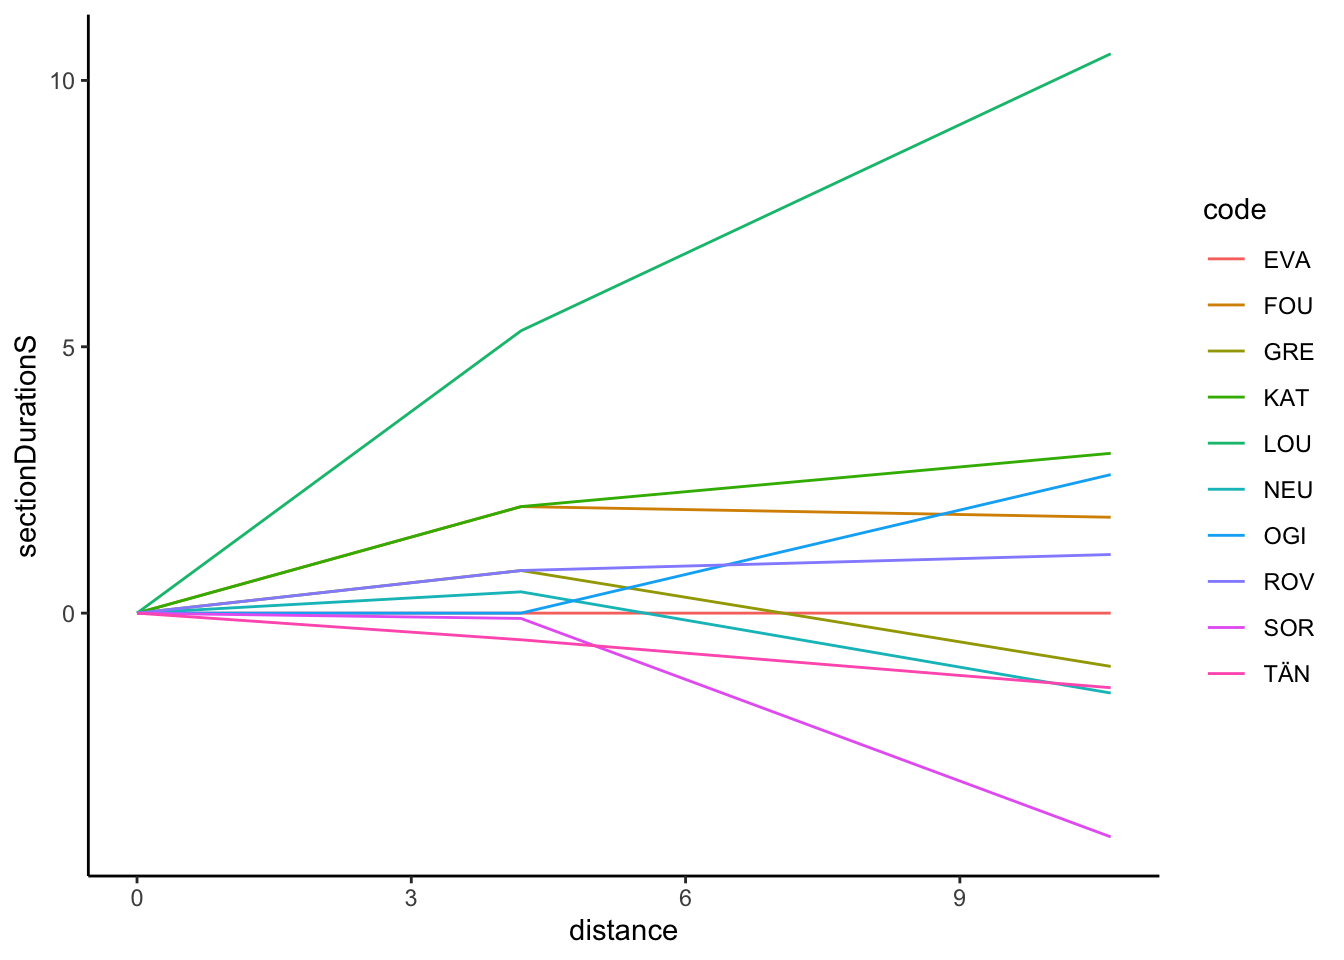 10
5
0
sectionDurationS
0 3 6 9
distance
code
EVA
FOU
GRE
KAT
LOU
NEU
OGI
ROV
SOR
TÄN